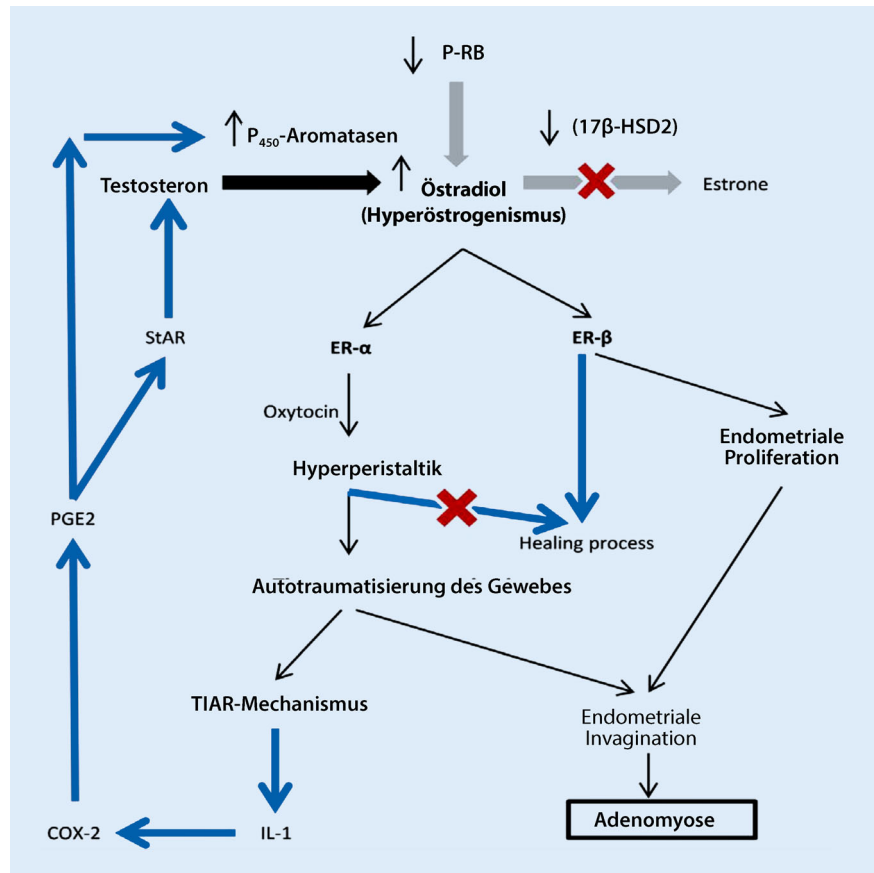 P-RB
P450-Aromatasen
(17β-HSD2)
Testosteron
Östradiol
(Hyperöstrogenismus)
Estrone
StAR
ER-α
ER-β
Oxytocin
Endometriale
Proliferation
Hyperperistaltik
PGE2
Healing process
Autotraumatisierung des Gewebes
TIAR-Mechanismus
Endometriale
Invagination
COX-2
IL-1
Adenomyose